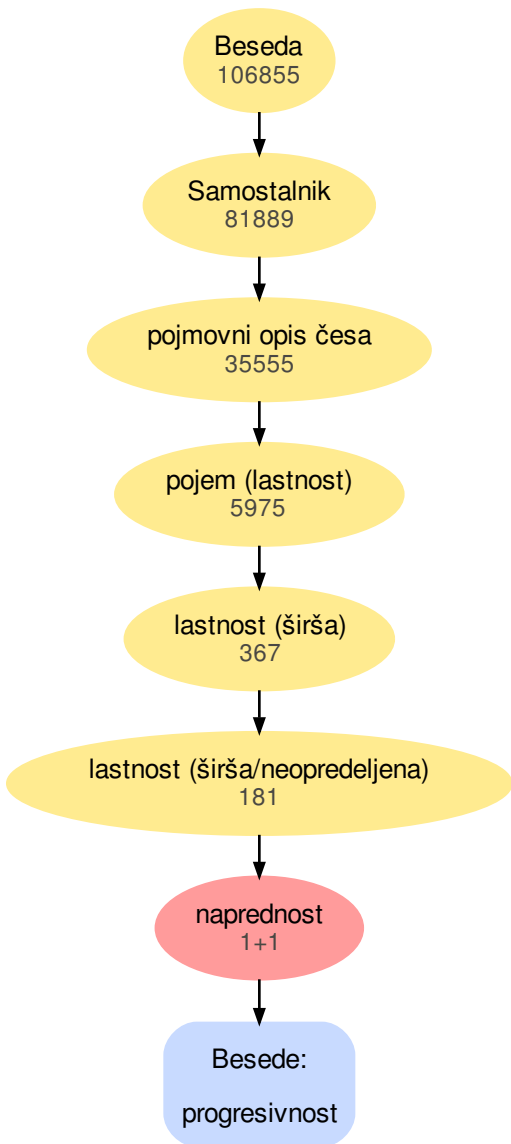 Beseda
106855
Samostalnik
81889
pojmovni opis česa
35555
pojem (lastnost)
5975
lastnost (širša)
367
lastnost (širša/neopredeljena)
181
naprednost
1+1
Besede:
progresivnost